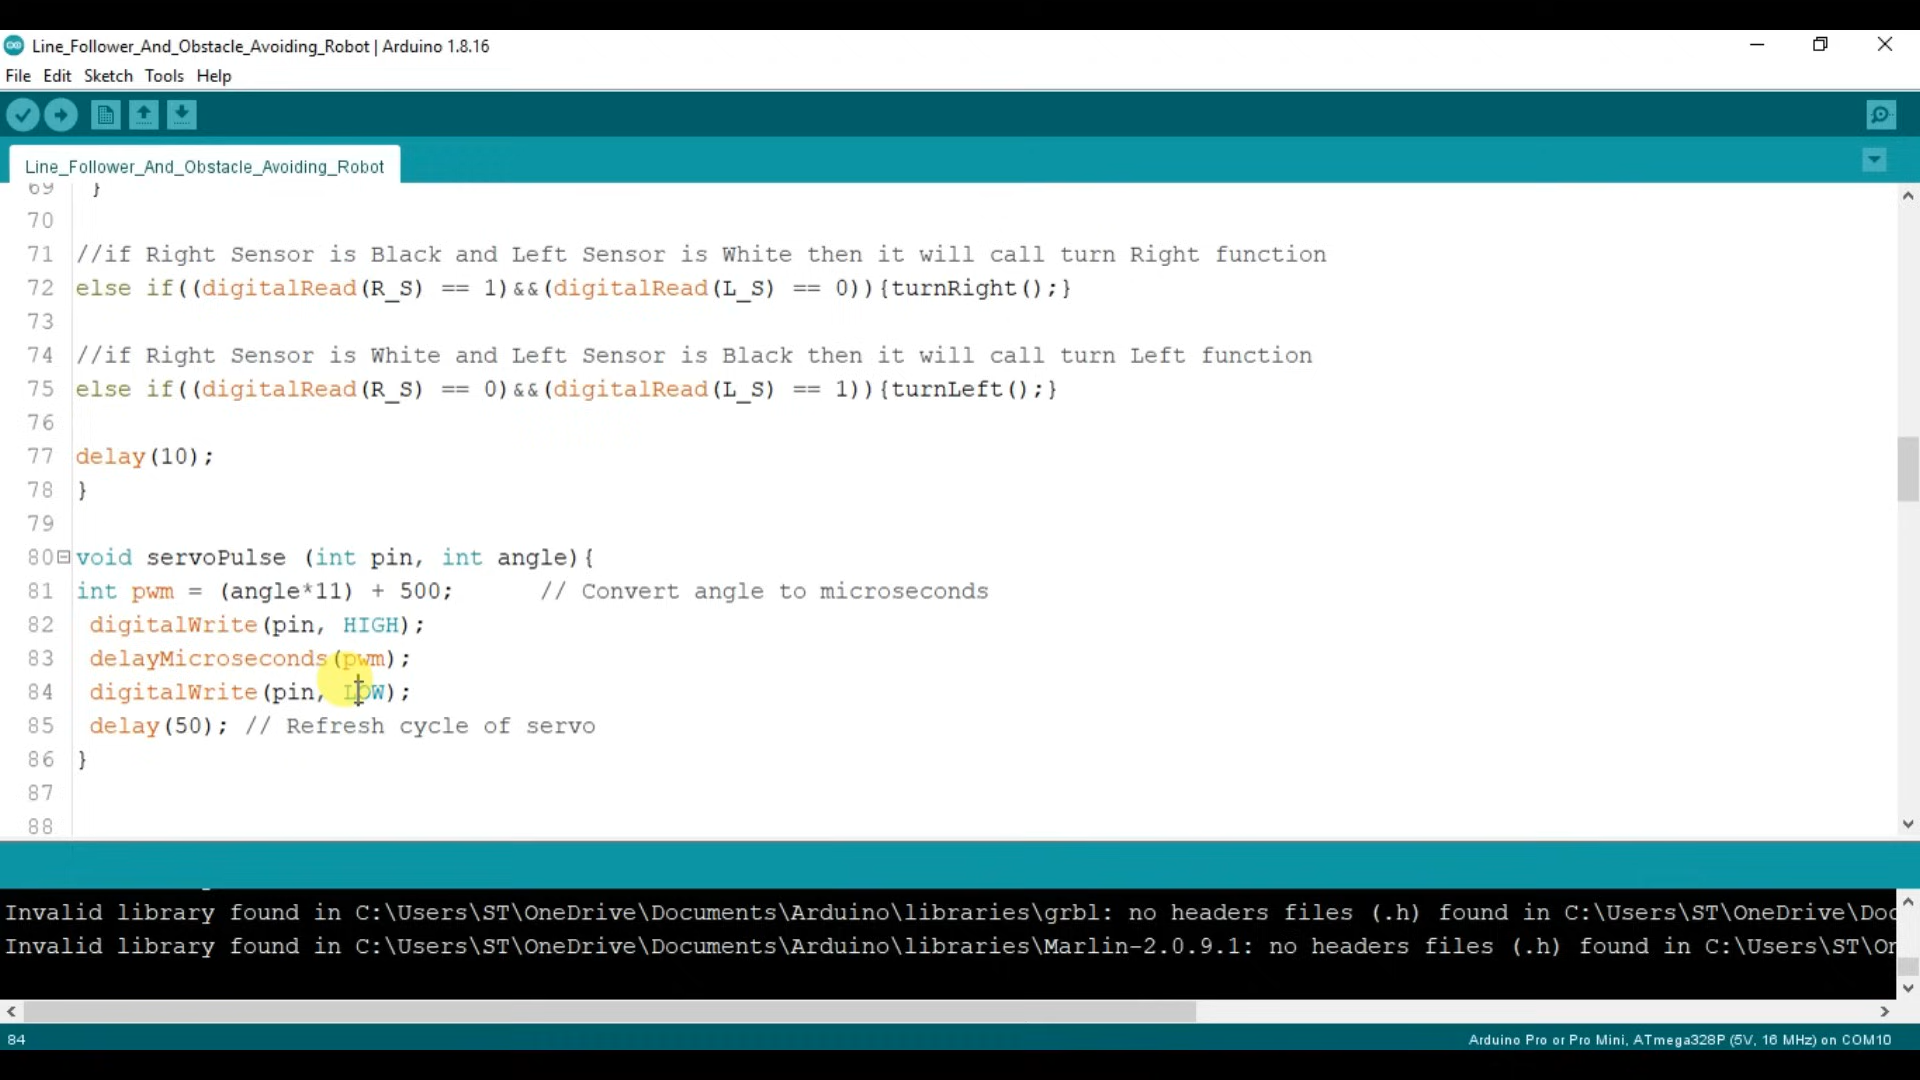 Line_Follower_And_Obstacle_Avoiding_Robot | Arduino 1.8.16
File Edit Sketch Tools Help
Line_Follower_And_Obstacle_Avoiding_Robot
69 }
70
71 //if Right Sensor is Black and Left Sensor is White then it will call turn Right function
72 else if((digitalRead(R_S) == 1)&&(digitalRead(L_S) == 0)){turnRight();}
73
74 //if Right Sensor is White and Left Sensor is Black then it will call turn Left function
75 else if((digitalRead(R_S) == 0)&&(digitalRead(L_S) == 1)){turnLeft();}
76
77 delay(10);
78 }
79
80 void servoPulse (int pin, int angle){
81 int pwm = (angle*11) + 500;      // Convert angle to microseconds
82 digitalWrite(pin, HIGH);
83 delayMicroseconds(pwm);
84 digitalWrite(pin, LOW);
85 delay(50); // Refresh cycle of servo
86 }
87
88
Invalid library found in C:\Users\ST\OneDrive\Documents\Arduino\libraries\grbl: no headers files (.h) found in C:\Users\ST\OneDrive\Doc
Invalid library found in C:\Users\ST\OneDrive\Documents\Arduino\libraries\Marlin-2.0.9.1: no headers files (.h) found in C:\Users\ST\On
84
Arduino Pro or Pro Mini, ATmega328P (5V, 16 MHz) on COM10